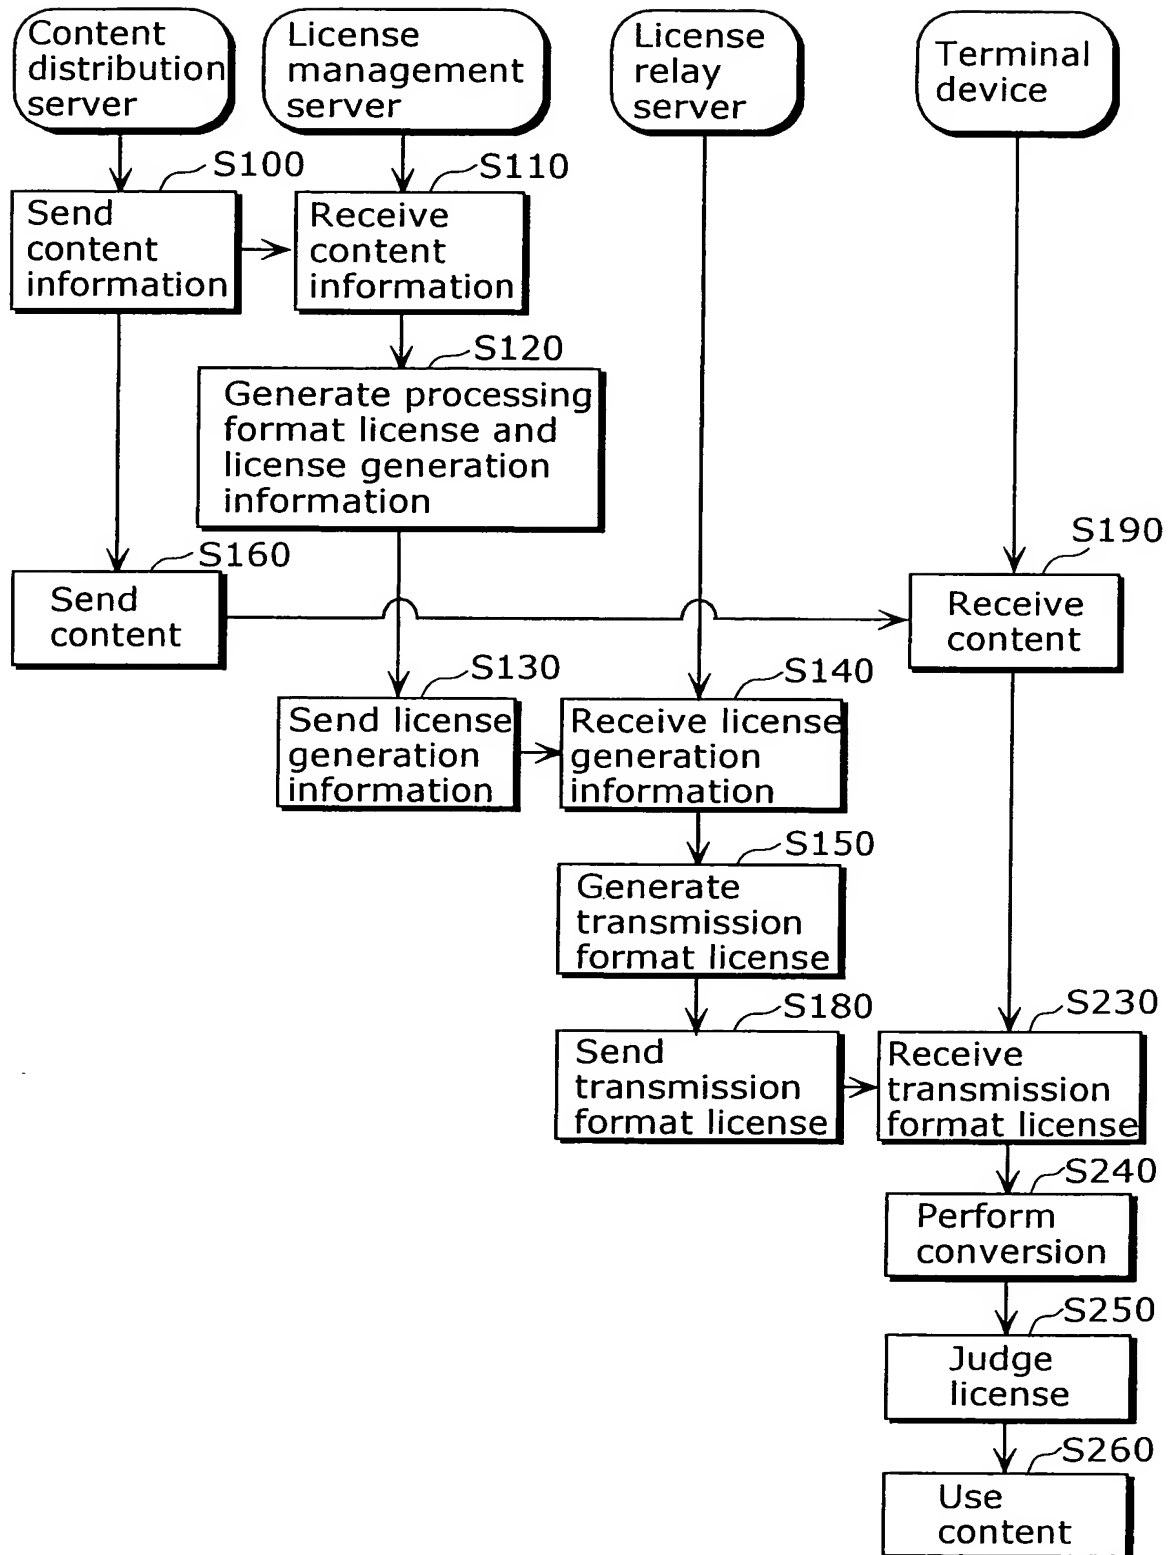 Content
distribution
server
License
management
server
License
relay
server
Terminal
device
S100
S110
Send
content
information
Receive
content
information
S120
Generate processing
format license and
license generation
information
S160
S190
Send
content
Receive
content
S130
S140
Send license
generation
information
Receive license
generation
information
S150
Generate
transmission
format license
S180
S230
Send
transmission
format license
Receive
transmission
format license
S240
Perform
conversion
S250
Judge
license
S260
Use
content